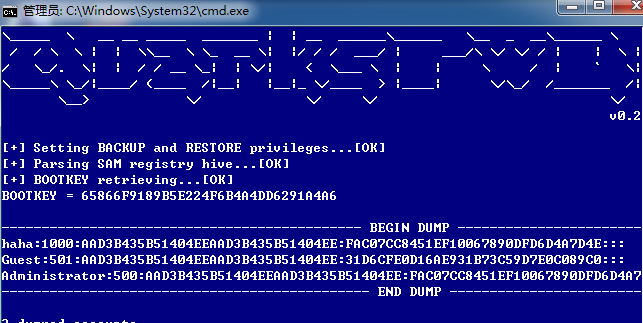 管理员: C:\Windows\System32\cmd.exe
v0.2
[+] Setting BACKUP and RESTORE privileges...[OK]
[+] Parsing SAM registry hive...[OK]
[+] BOOTKEY retrieving...[OK]
BOOTKEY = 65866F9189B5E224F6B4A4DD6291A4A6
BEGIN DUMP
haha:1000:AAD3B435B51404EEAAD3B435B51404EE:FAC07CC8451EF10067890DFD6D4A7D4E:::
Guest:501:AAD3B435B51404EEAAD3B435B51404EE:31D6CFE0D16AE931B73C59D7E0C089C0:::
Administrator:500:AAD3B435B51404EEAAD3B435B51404EE:FAC07CC8451EF10067890DFD6D4A7
END DUMP